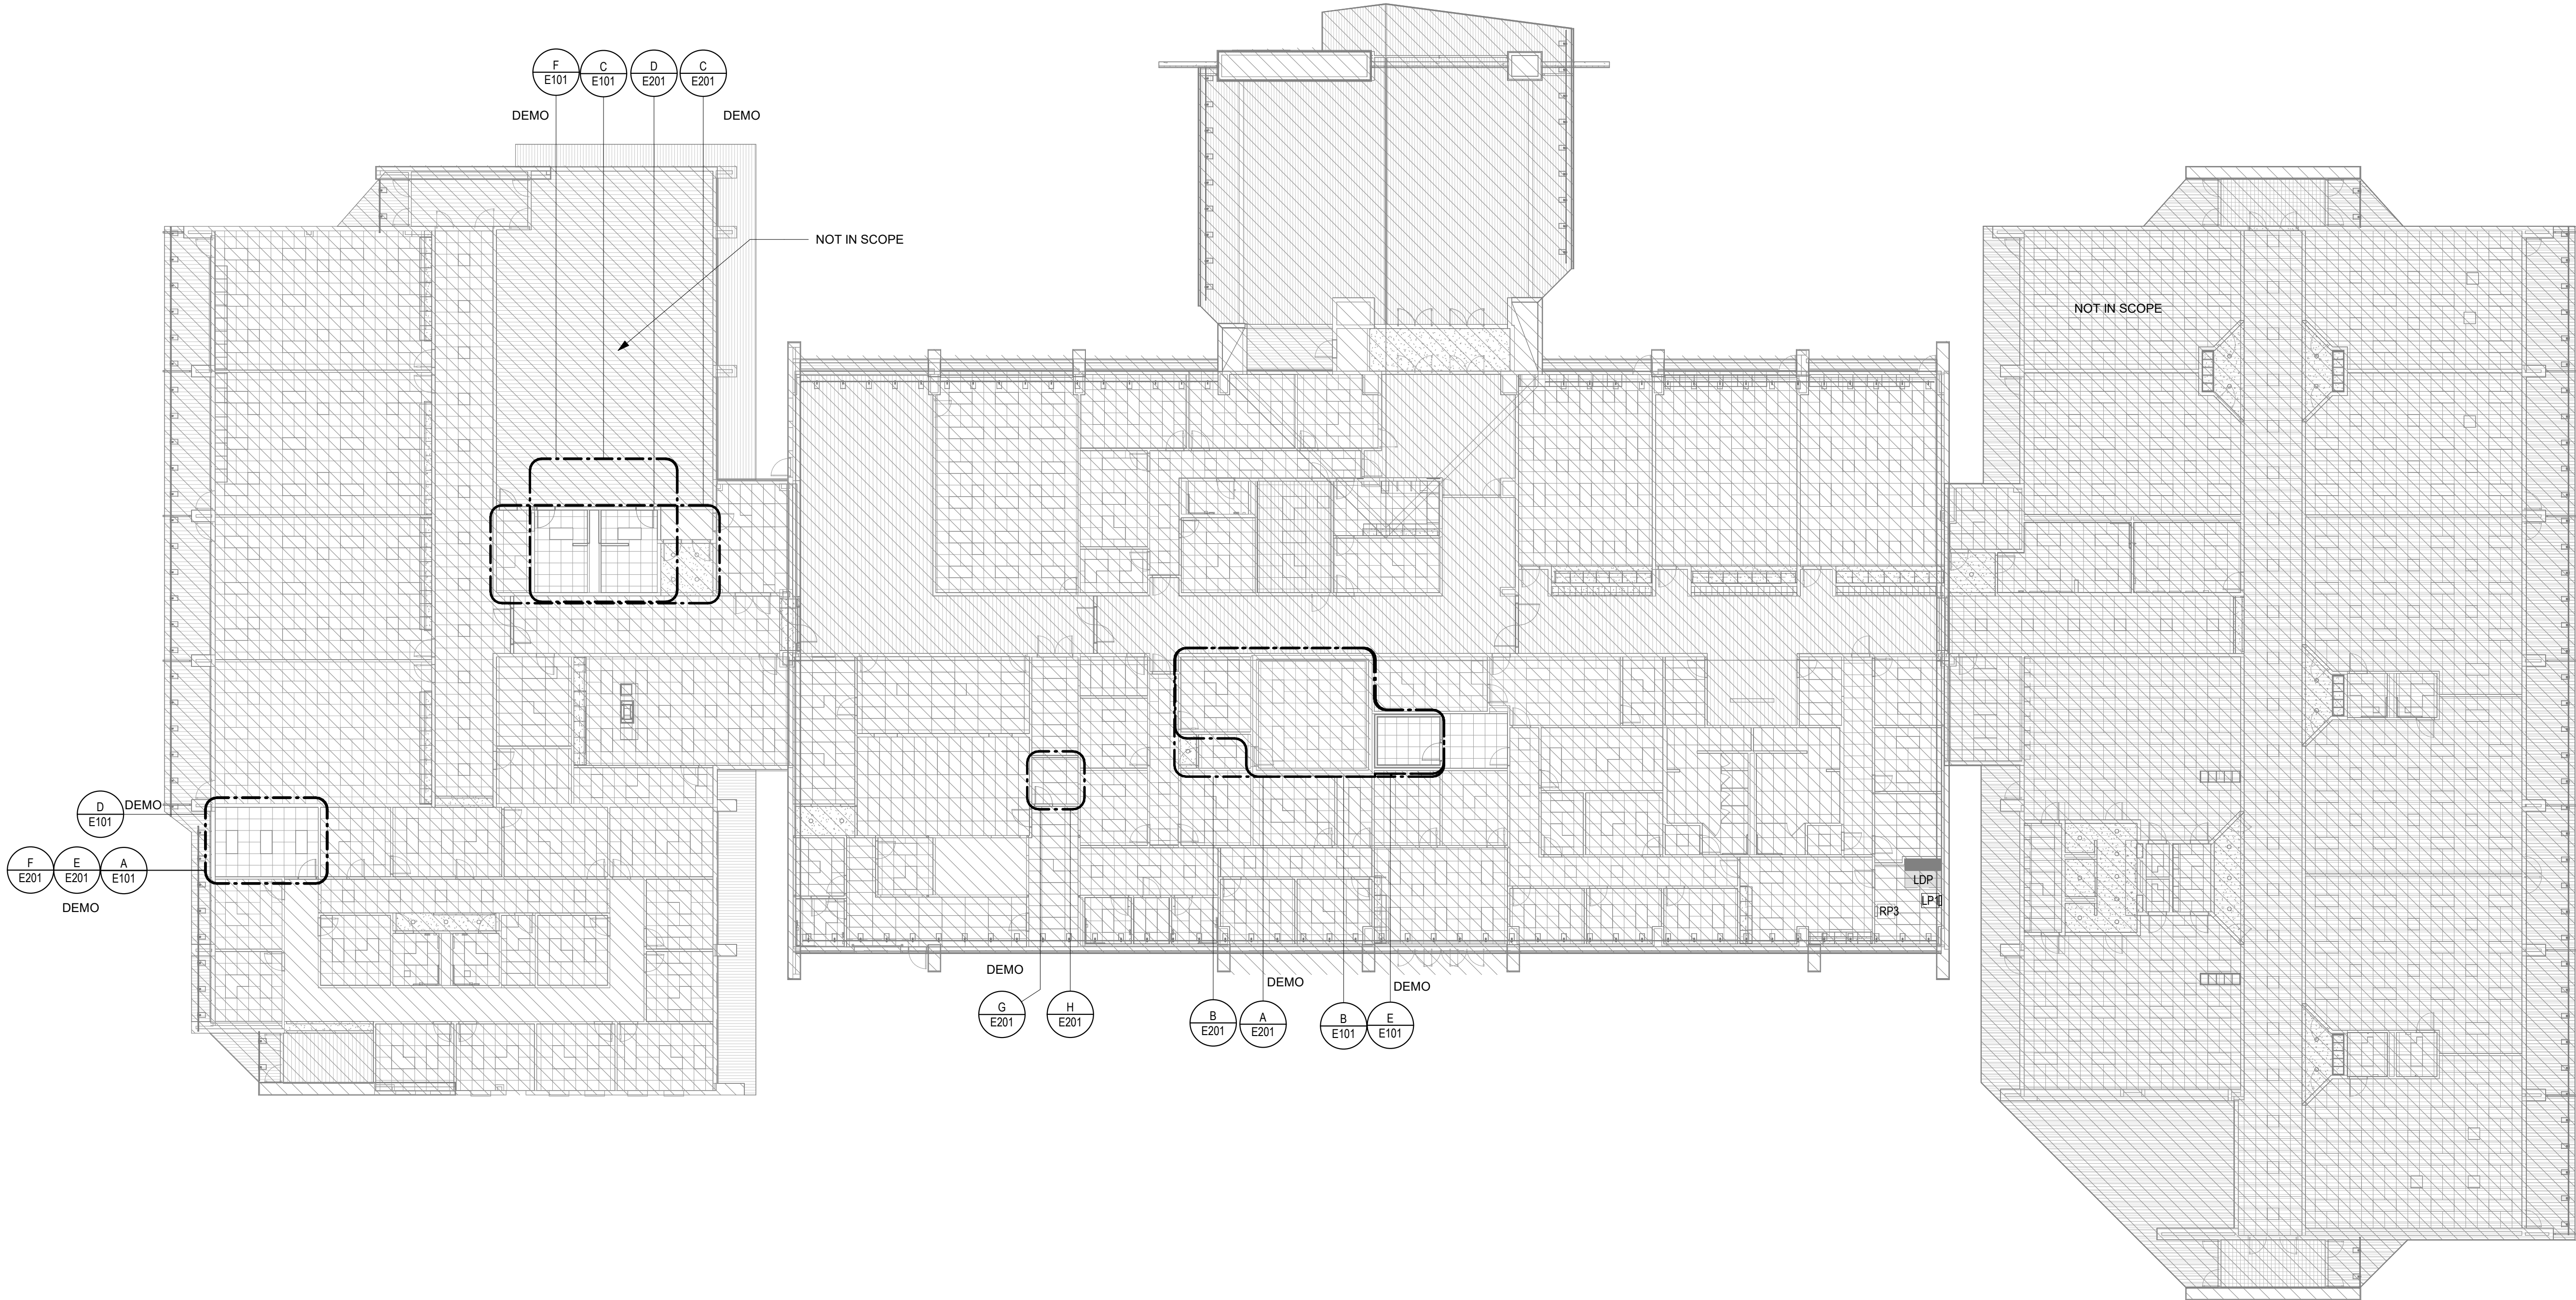 F
E101
C
E101
D
E201
C
E201
DEMO
DEMO
NOT IN SCOPE
NOT IN SCOPE
D
E101
DEMO
F
E201
E
E201
A
E101
DEMO
LDP
LP1
RP3
DEMO
G
E201
H
E201
DEMO
B
E201
A
E201
DEMO
B
E101
E
E101